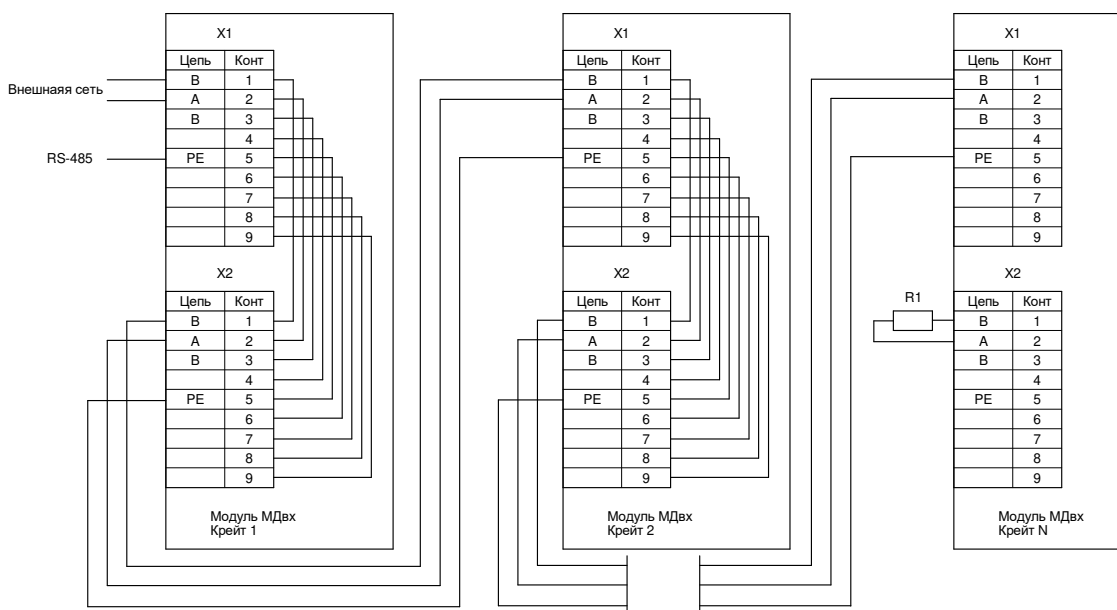 X1
Цепь Конт
B 1
A 2
B 3
4
PE 5
6
7
8
9
X2
Цепь Конт
B 1
A 2
B 3
4
PE 5
6
7
8
9
Модуль МДвх
Крейт 1
Внешнаяя сеть
RS-485
X1
Цепь Конт
B 1
A 2
B 3
4
PE 5
6
7
8
9
X2
Цепь Конт
B 1
A 2
B 3
4
PE 5
6
7
8
9
Модуль МДвх
Крейт 2
X1
Цепь Конт
B 1
A 2
B 3
4
PE 5
6
7
8
9
X2
R1
Цепь Конт
B 1
A 2
B 3
4
PE 5
6
7
8
9
Модуль МДвх
Крейт N